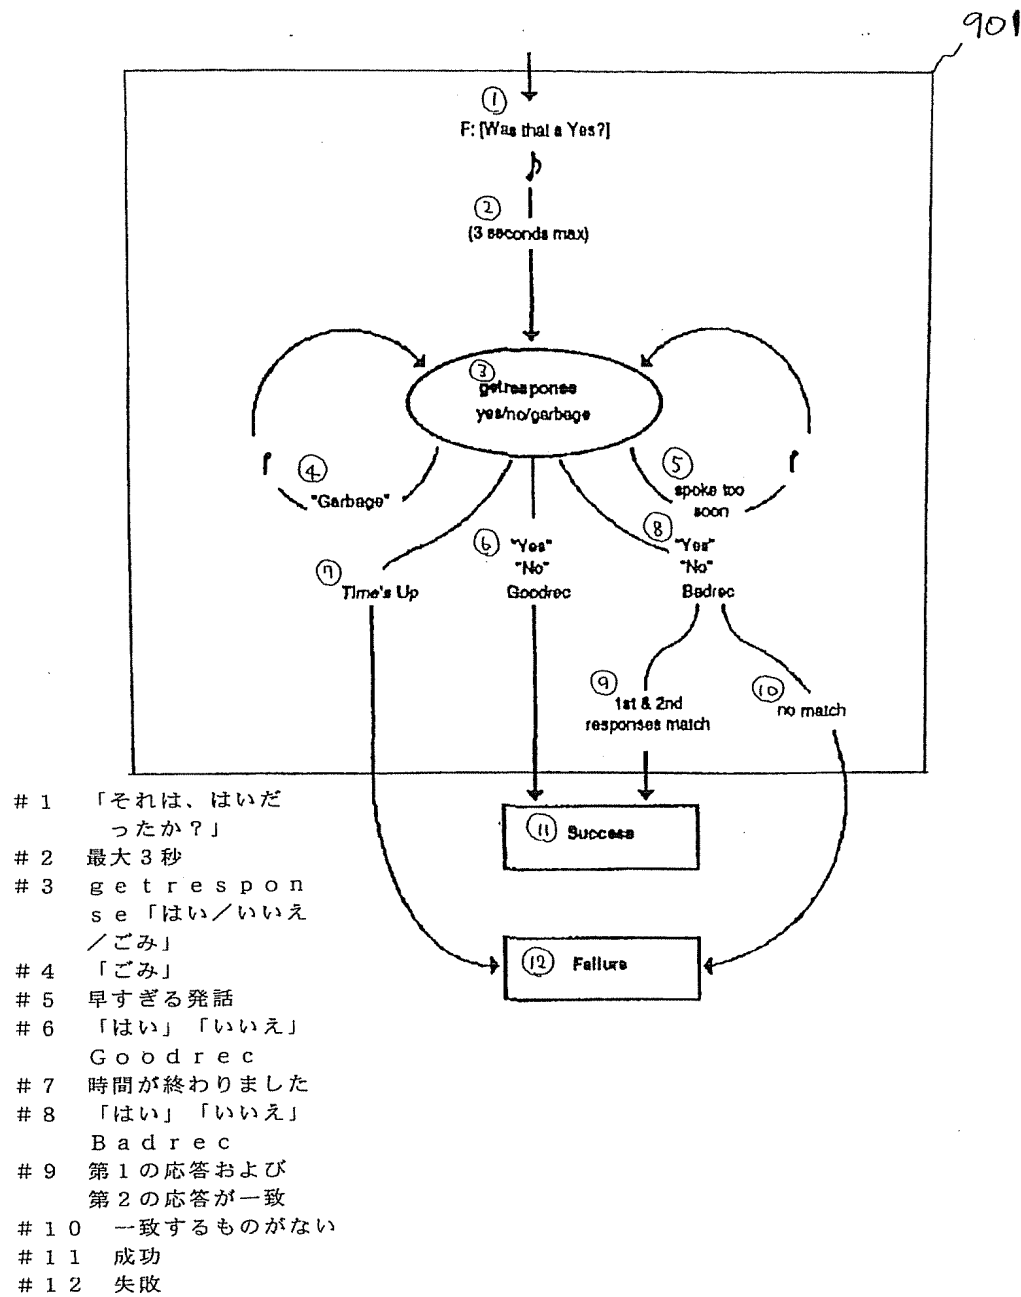 901
①
F: [Was that a Yes?]
②
(3 seconds max)
③
getresponse
yes/no/garbage
④
"Garbage"
⑤
spoke too
soon
⑥
"Yes"
"No"
Goodrec
⑦
Time's Up
⑧
"Yes"
"No"
Badrec
⑨
1st & 2nd
responses match
⑩
no match
⑪ Success
⑫ Failure
#1 「それは、はいだ
ったか?」
#2 最大3秒
#3 getrespon
se「はい/いいえ
/ごみ」
#4 「ごみ」
#5 早すぎる発話
#6 「はい」「いいえ」
Goodrec
#7 時間が終わりました
#8 「はい」「いいえ」
Badrec
#9 第1の応答および
第2の応答が一致
#10 一致するものがない
#11 成功
#12 失敗